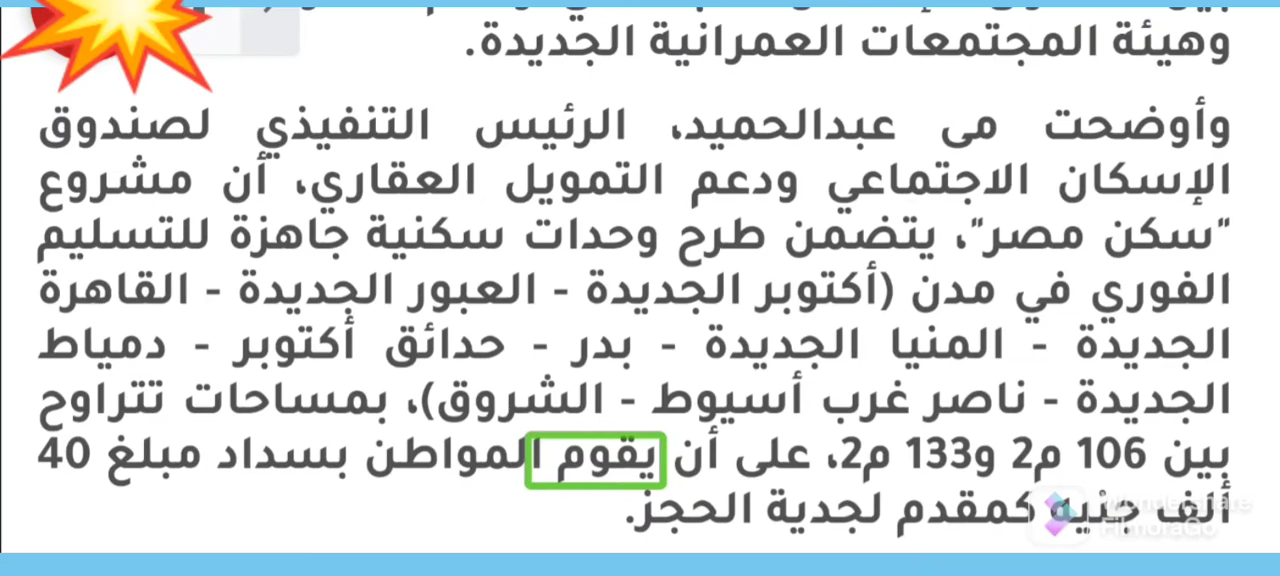 وهيئة المجتمعات العمرانية الجديدة.
وأوضحت مى عبدالحميد، الرئيس التنفيذي لصندوق
الإسكان الاجتماعي ودعم التمويل العقاري، أن مشروع
"سكن مصر"، يتضمن طرح وحدات سكنية جاهزة للتسليم
الفوري في مدن (أكتوبر الجديدة - العبور الجديدة - القاهرة
الجديدة - المنيا الجديدة - بدر - حدائق أكتوبر - دمياط
الجديدة - ناصر غرب أسيوط - الشروق)، بمساحات تتراوح
بين 106 م2 و133 م2، على أن يقوم المواطن بسداد مبلغ 40
ألف جنيه كمقدم لجدية الحجز.
Wondershare
FilmoraGo